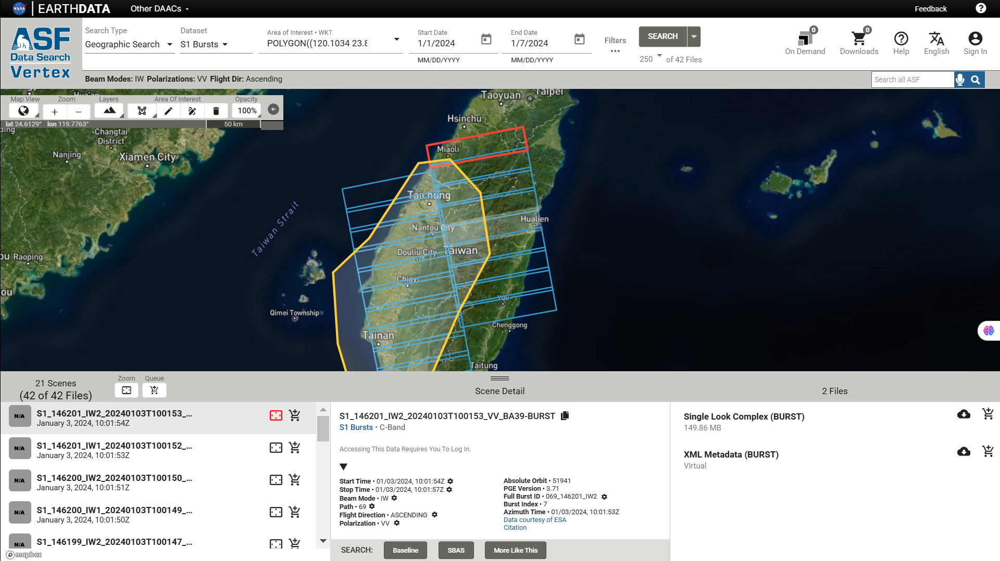 NASA EARTHDATA Other DAACs Feedback ?
ASF
Data Search
Vertex
Search Type Dataset Area of Interest • WKT Start Date End Date
Geographic Search S1 Bursts POLYGON((120.1034 23.8 1/1/2024 1/7/2024 Filters SEARCH
MM/DD/YYYY MM/DD/YYYY 250 of 42 Files
0 0
On Demand Downloads Help English Sign In
Beam Modes: IW Polarizations: VV Flight Dir: Ascending
Search all ASF
Map View Zoom Layers Area Of Interest Opacity
+ − 100%
lat 24.6129° lon 119.7763° 50 km
Taoyuan
Taipei
Hsinchu
Changtai
District
Nanjing
Xiamen City
Miaoli
Taichung
Taiwan Strait
Nantou City
Hualien
Raoping
Douliu City
Taiwan
Chiayi
Yuli
Qimei Township
Chenggong
Tainan
Taitung
21 Scenes
(42 of 42 Files)
Zoom Queue
Scene Detail
2 Files
N/A
S1_146201_IW2_20240103T100153_...
January 3, 2024, 10:01:54Z
N/A
S1_146201_IW1_20240103T100152_...
January 3, 2024, 10:01:53Z
N/A
S1_146200_IW2_20240103T100150_...
January 3, 2024, 10:01:51Z
N/A
S1_146200_IW1_20240103T100149_...
January 3, 2024, 10:01:50Z
N/A
S1_146199_IW2_20240103T100147_...
mapbox
S1_146201_IW2_20240103T100153_VV_BA39-BURST
S1 Bursts • C-Band
Accessing This Data Requires You To Log In.
Start Time • 01/03/2024, 10:01:54Z
Stop Time • 01/03/2024, 10:01:57Z
Beam Mode • IW
Path • 69
Flight Direction • ASCENDING
Polarization • VV
Absolute Orbit • 51941
PGE Version • 3.71
Full Burst ID • 069_146201_IW2
Burst Index • 7
Azimuth Time • 01/03/2024, 10:01:53Z
Data courtesy of ESA
Citation
SEARCH: Baseline SBAS More Like This
Single Look Complex (BURST)
149.86 MB
XML Metadata (BURST)
Virtual